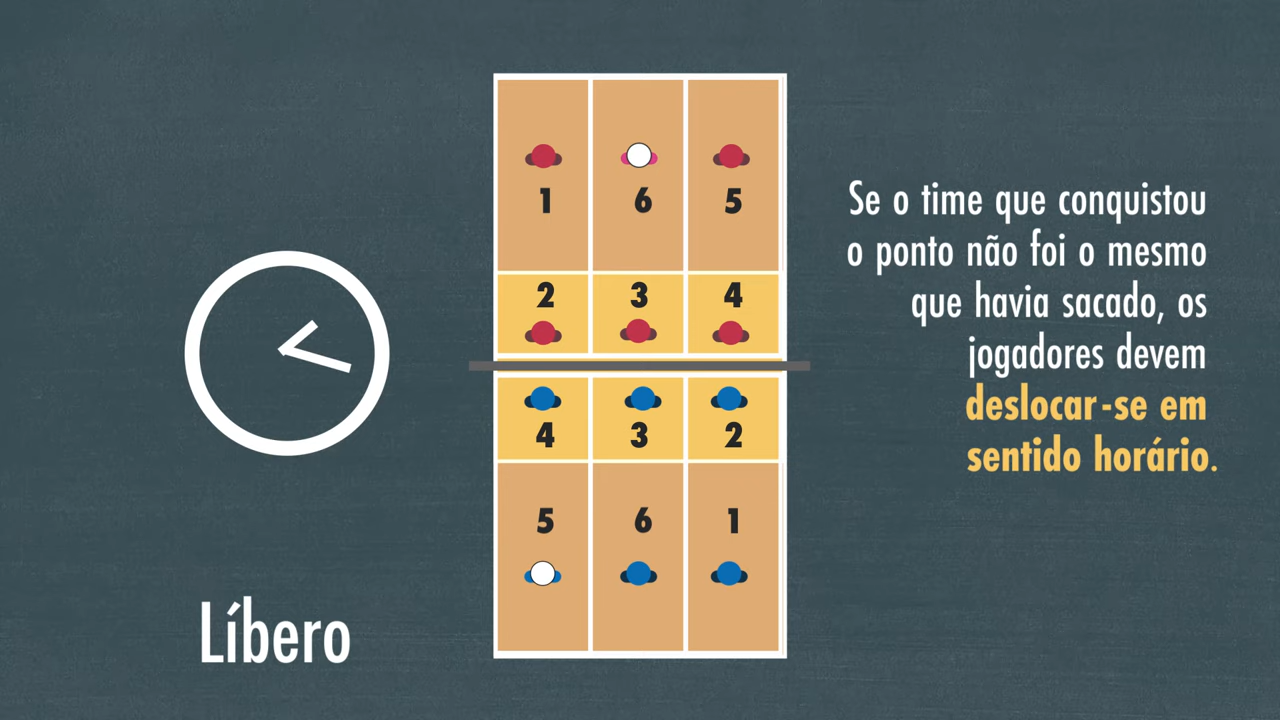 1 6 5
2 3 4
4 3 2
5 6 1
Líbero
Se o time que conquistou
o ponto não foi o mesmo
que havia sacado, os
jogadores devem
deslocar-se em
sentido horário.